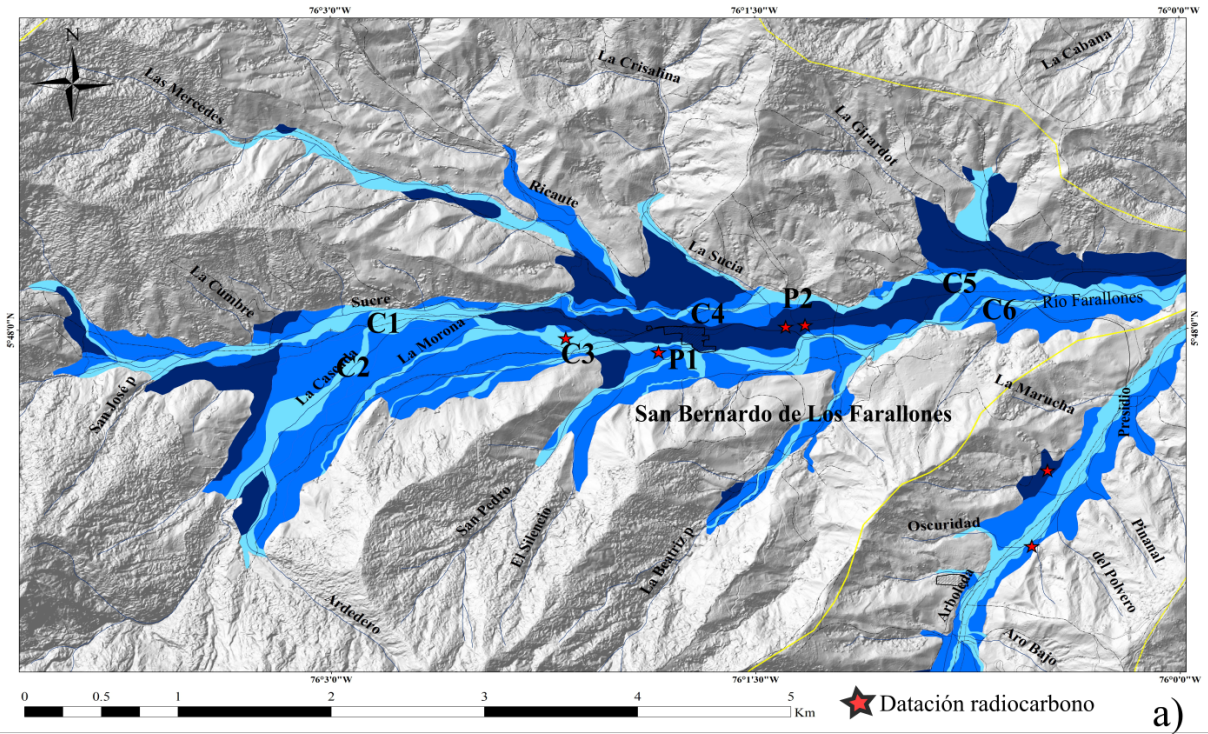 76°3'0"W
76°1'30"W
76°0'0"W
N
La Cabana
La Crisalina
Las Mercedes
La Girardot
Ricaute
La Sucía
La Cumbre
Sucre
P2
C5
C4
C6
Río Farallones
C1
5°48'0"N
5°48'0"N
La Morona
C3
P1
C2
La Casona
San José p
La Marucha
San Bernardo de Los Farallones
Presidio
San Pedro
El Silencio
Oscuridad
Pinanal
La Beatriz p
del Polvero
Arboleda
Ardedero
Aro Bajo
76°3'0"W
76°1'30"W
76°0'0"W
0 0.5 1 2 3 4 5
Km
Datación radiocarbono
a)